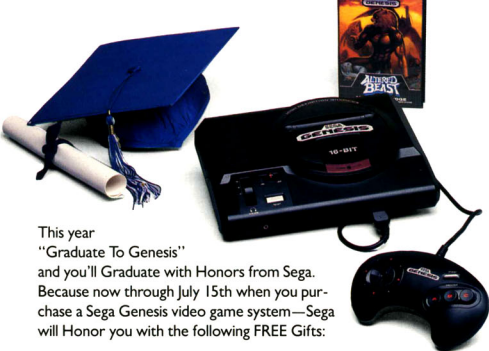 GENESIS
ALTERED
BEAST
SEGA
GENESIS
16-BIT
GENESIS
This year
“Graduate To Genesis”
and you’ll Graduate with Honors from Sega.
Because now through July 15th when you pur-
chase a Sega Genesis video game system—Sega
will Honor you with the following FREE Gifts: